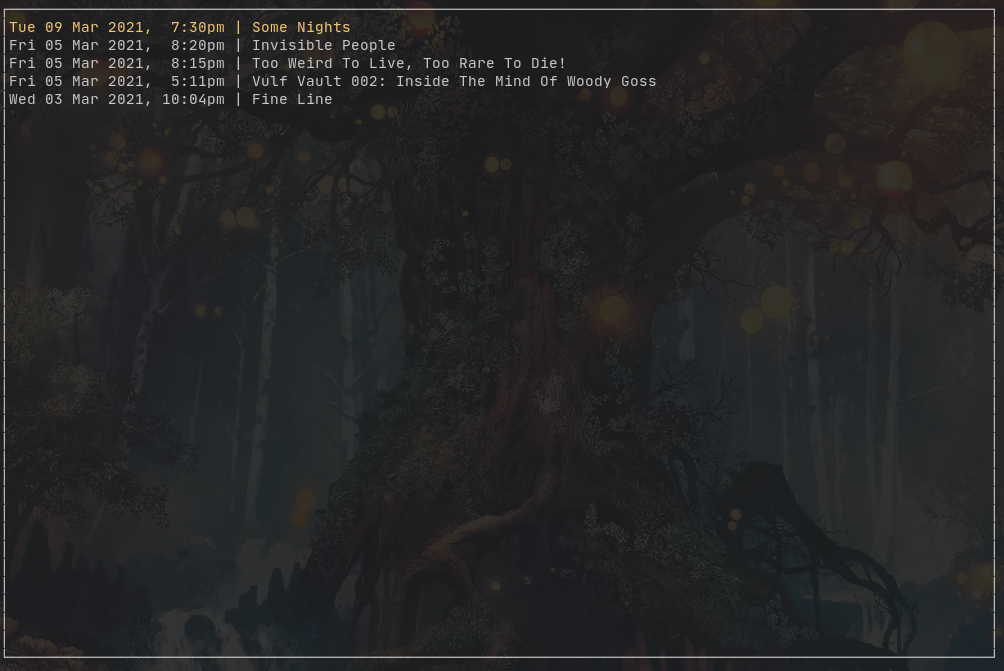 Tue 09 Mar 2021,  7:30pm | Some Nights
Fri 05 Mar 2021,  8:20pm | Invisible People
Fri 05 Mar 2021,  8:15pm | Too Weird To Live, Too Rare To Die!
Fri 05 Mar 2021,  5:11pm | Vulf Vault 002: Inside The Mind Of Woody Goss
Wed 03 Mar 2021, 10:04pm | Fine Line